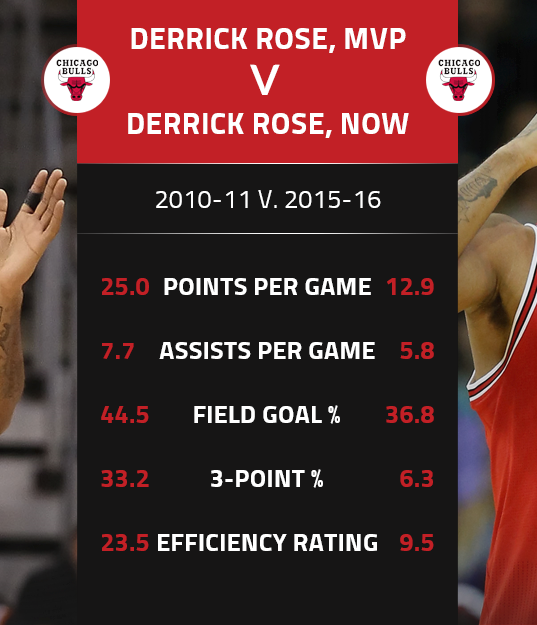 DERRICK ROSE, MVP
CHICAGO
BULLS
V
CHICAGO
BULLS
DERRICK ROSE, NOW
2010-11 V. 2015-16
25.0 POINTS PER GAME 12.9
7.7 ASSISTS PER GAME 5.8
44.5 FIELD GOAL % 36.8
33.2 3-POINT % 6.3
23.5 EFFICIENCY RATING 9.5